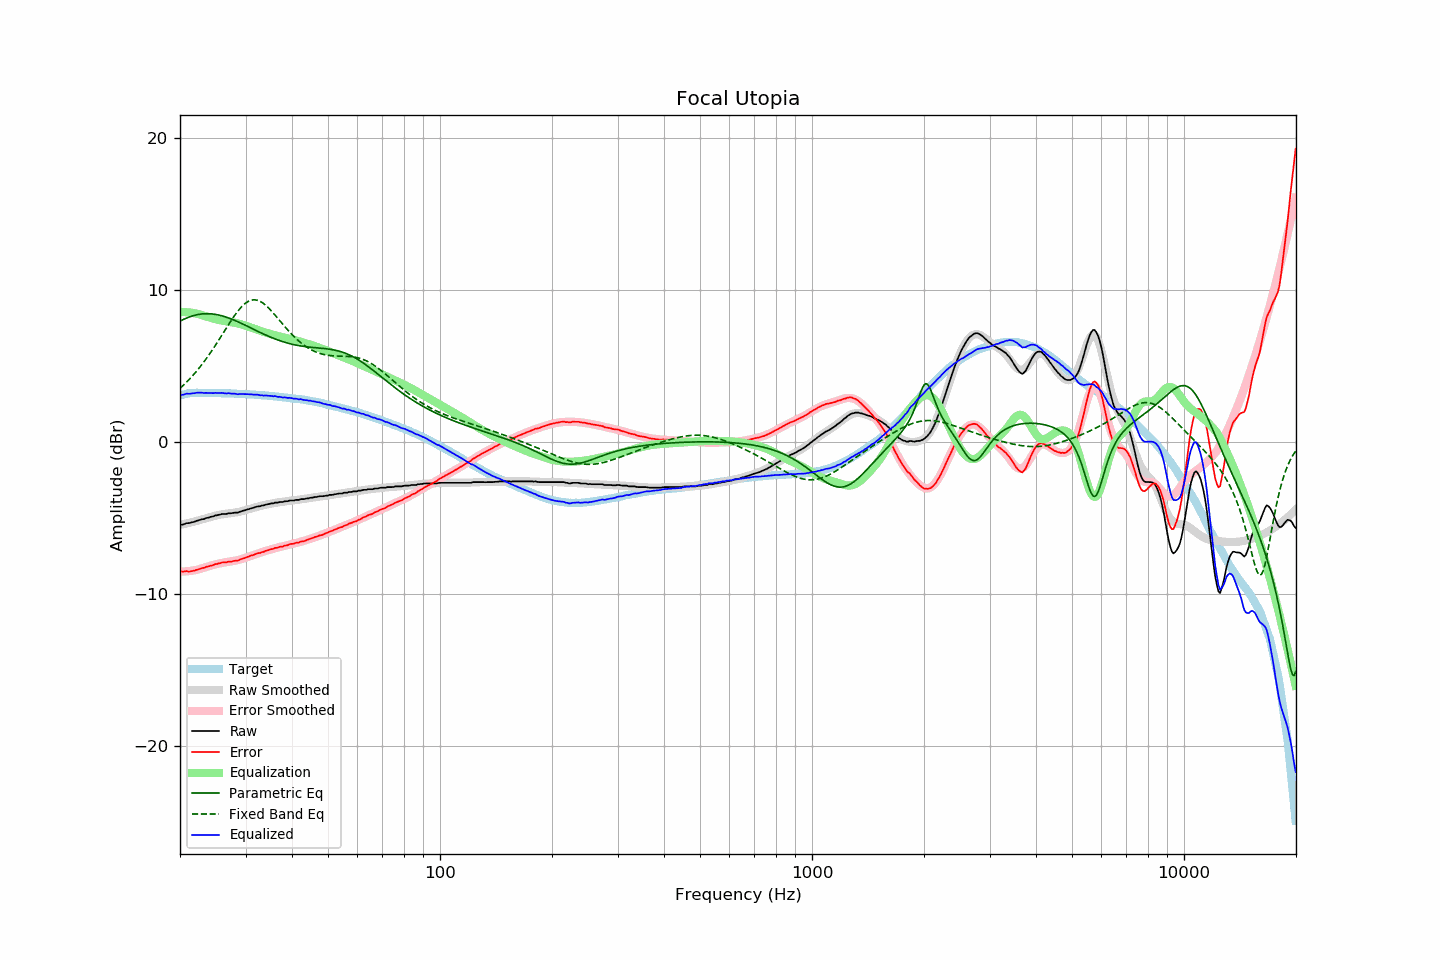 Focal Utopia
Amplitude (dBr)
20
10
0
−10
−20
Target
Raw Smoothed
Error Smoothed
Raw
Error
Equalization
Parametric Eq
Fixed Band Eq
Equalized
100
1000
10000
Frequency (Hz)